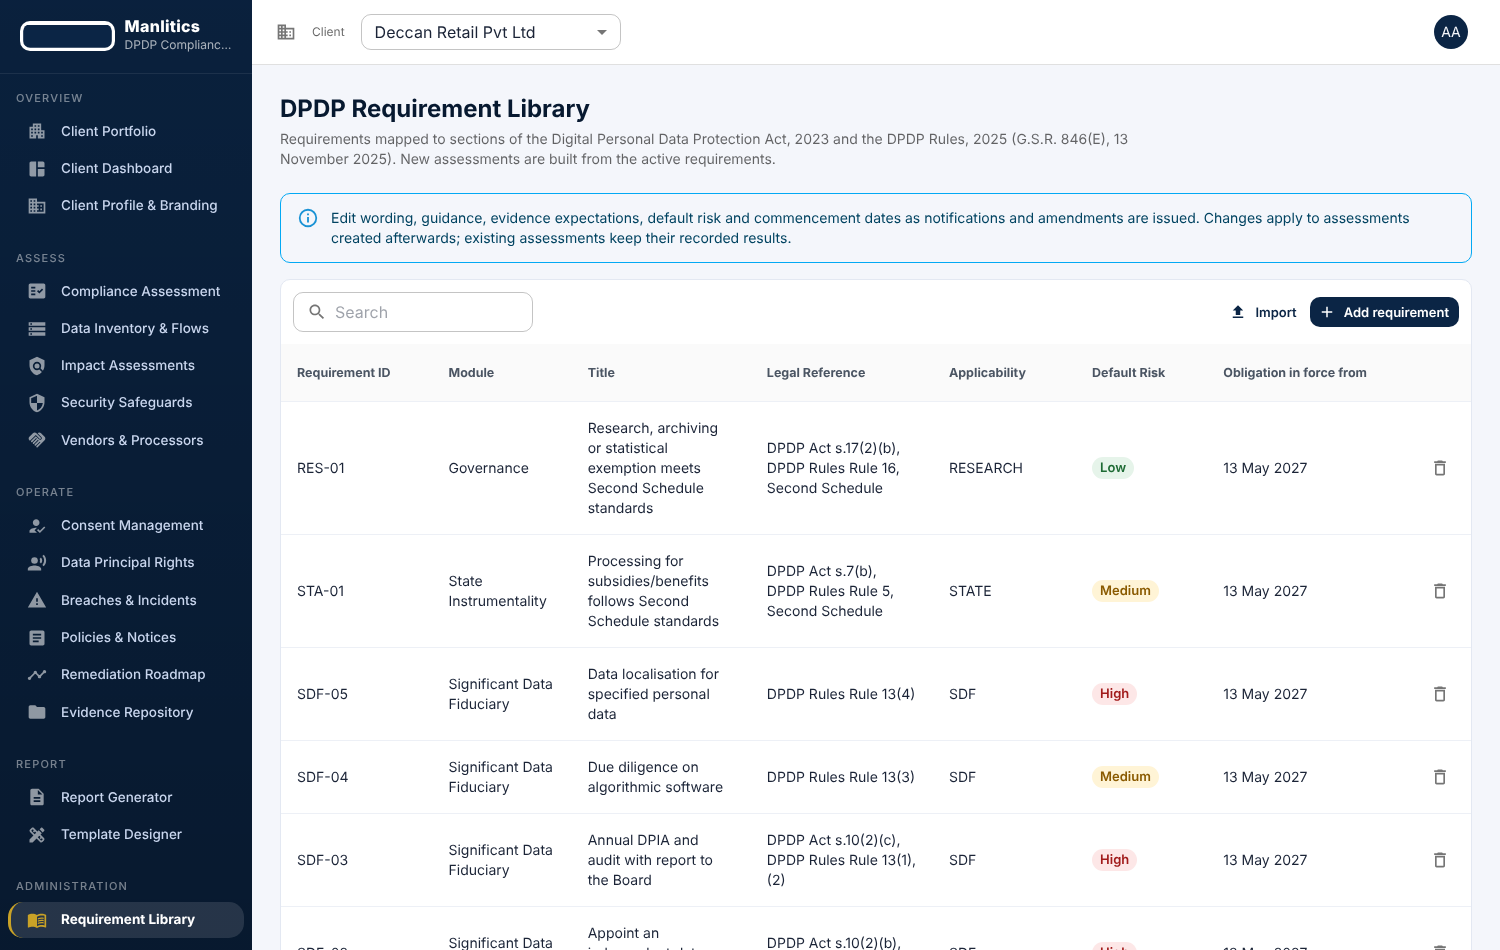 Manlitics
DPDP Complianc...
Client
Deccan Retail Pvt Ltd
AA
OVERVIEW
Client Portfolio
Client Dashboard
Client Profile & Branding
ASSESS
Compliance Assessment
Data Inventory & Flows
Impact Assessments
Security Safeguards
Vendors & Processors
OPERATE
Consent Management
Data Principal Rights
Breaches & Incidents
Policies & Notices
Remediation Roadmap
Evidence Repository
REPORT
Report Generator
Template Designer
ADMINISTRATION
Requirement Library
DPDP Requirement Library
Requirements mapped to sections of the Digital Personal Data Protection Act, 2023 and the DPDP Rules, 2025 (G.S.R. 846(E), 13
November 2025). New assessments are built from the active requirements.
Edit wording, guidance, evidence expectations, default risk and commencement dates as notifications and amendments are issued. Changes apply to assessments
created afterwards; existing assessments keep their recorded results.
Search
Import
Add requirement
Requirement ID Module Title Legal Reference Applicability Default Risk Obligation in force from
RES-01
Governance
Research, archiving
or statistical
exemption meets
Second Schedule
standards
DPDP Act s.17(2)(b),
DPDP Rules Rule 16,
Second Schedule
RESEARCH
Low
13 May 2027
STA-01
State
Instrumentality
Processing for
subsidies/benefits
follows Second
Schedule standards
DPDP Act s.7(b),
DPDP Rules Rule 5,
Second Schedule
STATE
Medium
13 May 2027
SDF-05
Significant Data
Fiduciary
Data localisation for
specified personal
data
DPDP Rules Rule 13(4)
SDF
High
13 May 2027
SDF-04
Significant Data
Fiduciary
Due diligence on
algorithmic software
DPDP Rules Rule 13(3)
SDF
Medium
13 May 2027
SDF-03
Significant Data
Fiduciary
Annual DPIA and
audit with report to
the Board
DPDP Act s.10(2)(c),
DPDP Rules Rule 13(1),
(2)
SDF
High
13 May 2027
Significant Data
Appoint an
DPDP Act s.10(2)(b),